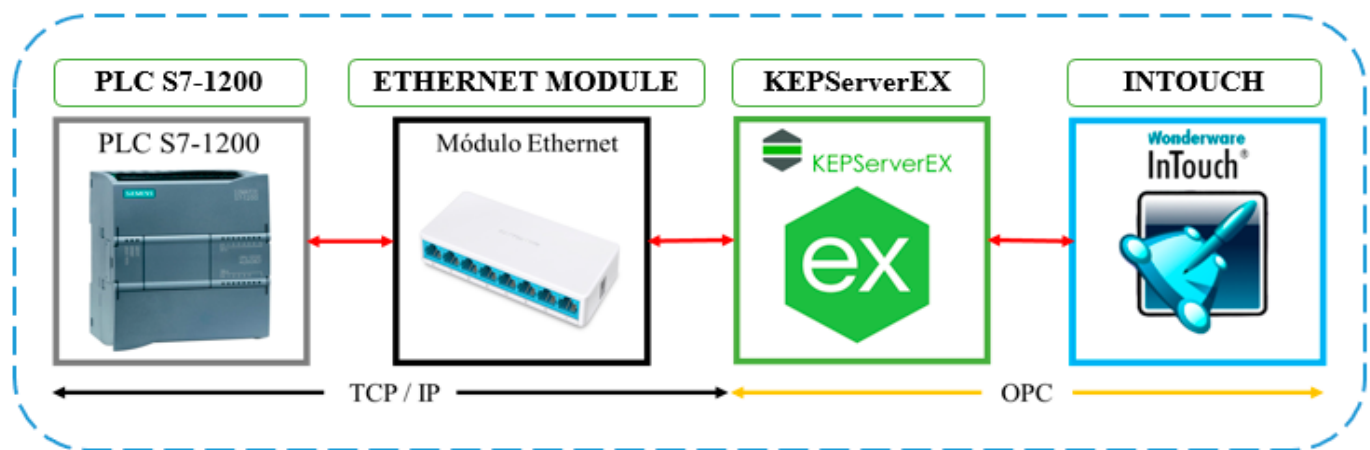 PLC S7-1200
ETHERNET MODULE
KEPServerEX
INTOUCH
PLC S7-1200
SIEMENS
Módulo Ethernet
KEPServerEX
ex
Wonderware
InTouch®
TCP / IP
OPC